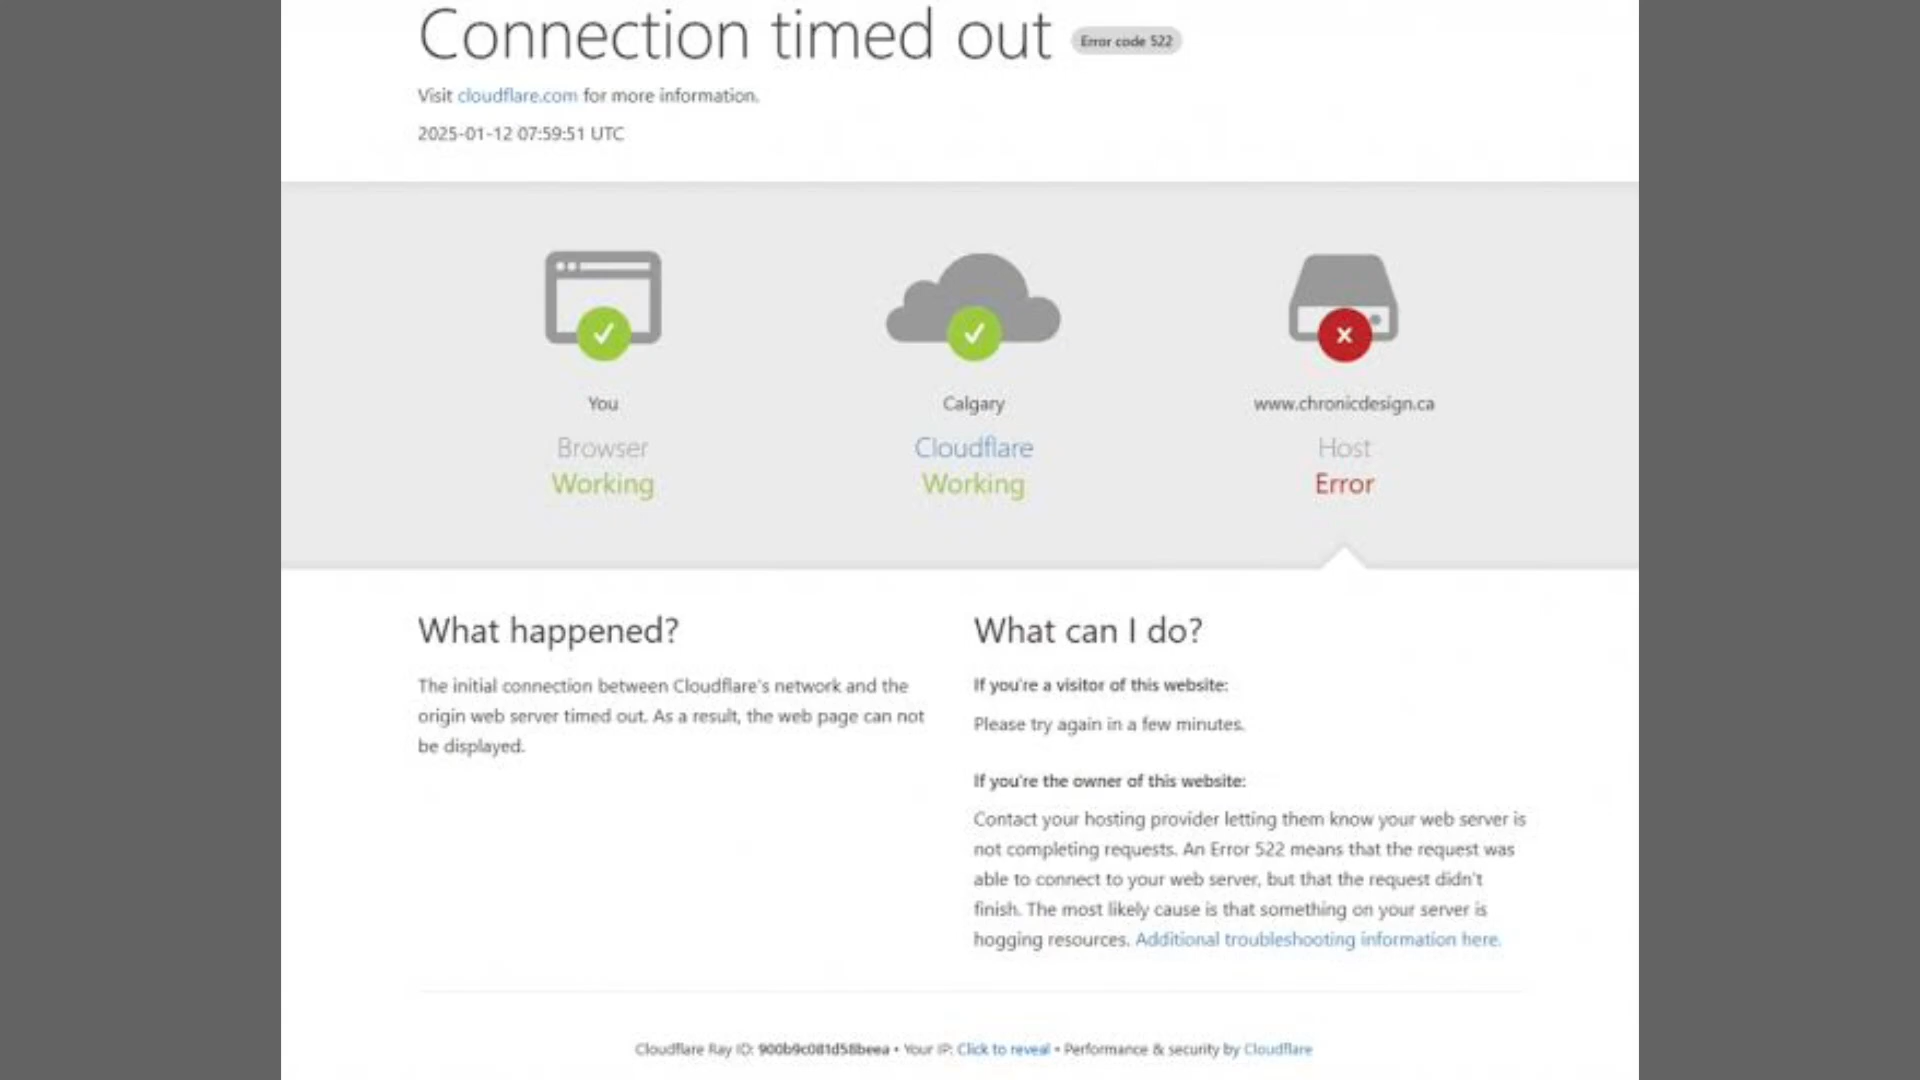 Connection timed out Error code 522
Visit cloudflare.com for more information.
2025-01-12 07:59:51 UTC
You
Browser
Working
Calgary
Cloudflare
Working
www.chronicdesign.ca
Host
Error
What happened?
The initial connection between Cloudflare's network and the
origin web server timed out. As a result, the web page can not
be displayed.
What can I do?
If you're a visitor of this website:
Please try again in a few minutes.
If you're the owner of this website:
Contact your hosting provider letting them know your web server is
not completing requests. An Error 522 means that the request was
able to connect to your web server, but that the request didn't
finish. The most likely cause is that something on your server is
hogging resources. Additional troubleshooting information here.
Cloudflare Ray ID: • Your IP: Click to reveal • Performance & security by Cloudflare